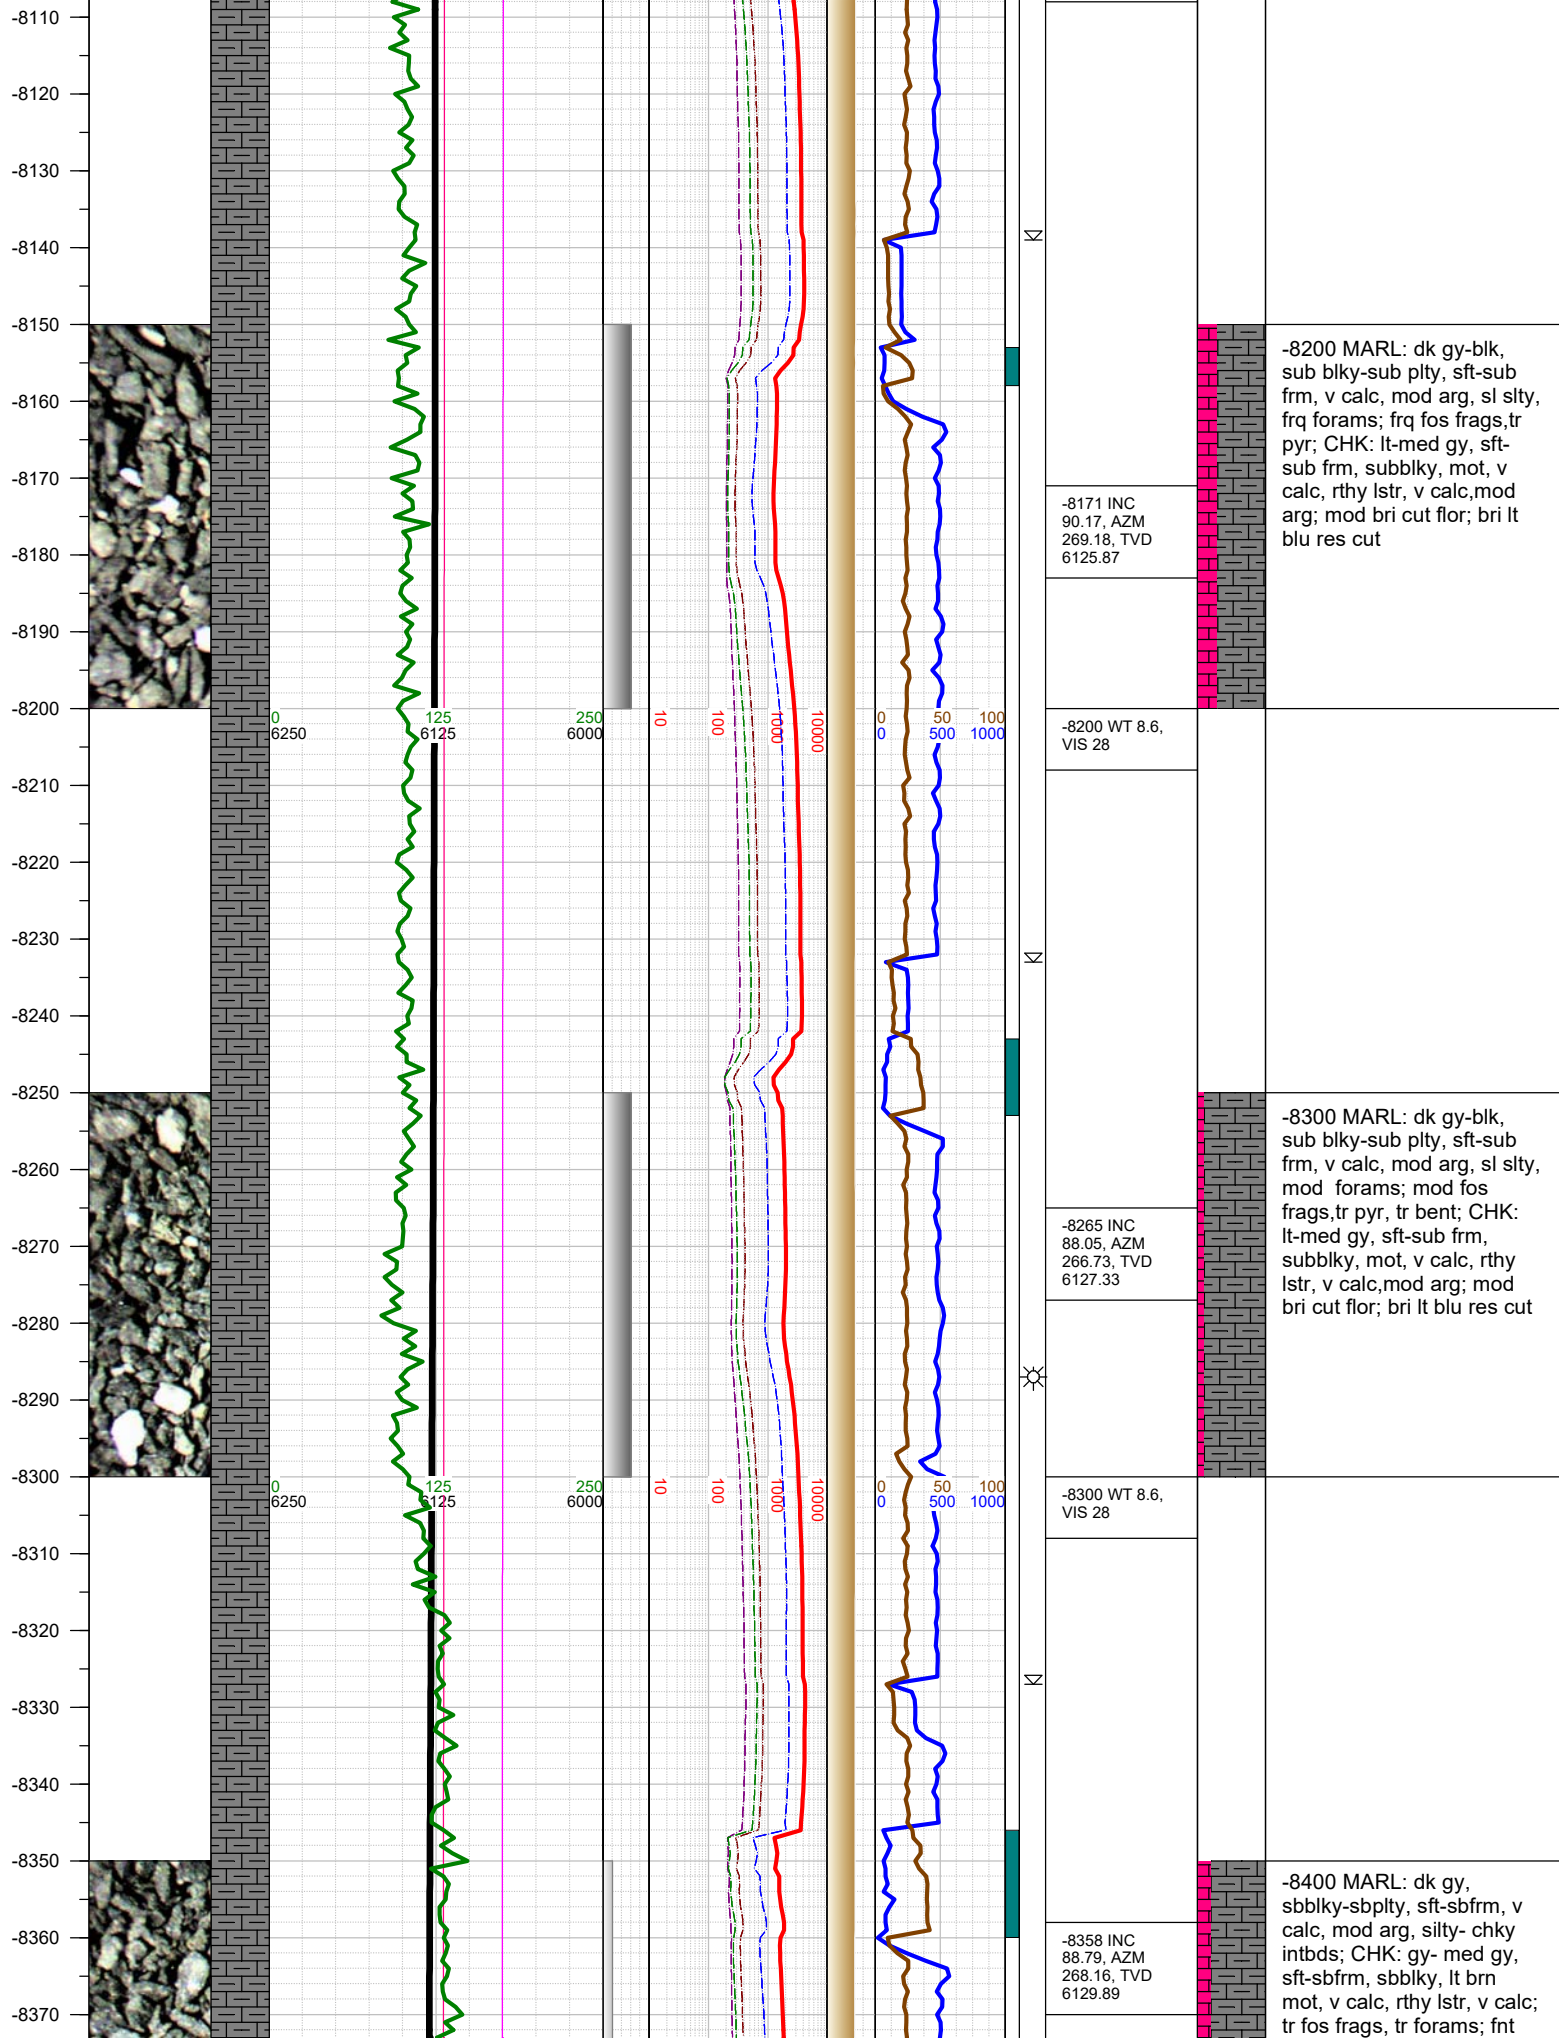 -8110
-8120
-8130
-8140
-8150
-8160
-8170
-8180
-8190
-8200
-8210
-8220
-8230
-8240
-8250
-8260
-8270
-8280
-8290
-8300
-8310
-8320
-8330
-8340
-8350
-8360
-8370
0 125 250
6250 6125 6000
10 100 1000 10000
0 50 100
0 500 1000
0 125 250
6250 6125 6000
10 100 1000 10000
0 50 100
0 500 1000
-8171 INC
90.17, AZM
269.18, TVD
6125.87
-8200 WT 8.6,
VIS 28
-8265 INC
88.05, AZM
266.73, TVD
6127.33
-8300 WT 8.6,
VIS 28
-8358 INC
88.79, AZM
268.16, TVD
6129.89
-8200 MARL: dk gy-blk,
sub blky-sub plty, sft-sub
frm, v calc, mod arg, sl slty,
frq forams; frq fos frags,tr
pyr; CHK: lt-med gy, sft-
sub frm, subblky, mot, v
calc, rthy lstr, v calc,mod
arg; mod bri cut flor; bri lt
blu res cut
-8300 MARL: dk gy-blk,
sub blky-sub plty, sft-sub
frm, v calc, mod arg, sl slty,
mod  forams; mod fos
frags,tr pyr, tr bent; CHK:
lt-med gy, sft-sub frm,
subblky, mot, v calc, rthy
lstr, v calc,mod arg; mod
bri cut flor; bri lt blu res cut
-8400 MARL: dk gy,
sbblky-sbplty, sft-sbfrm, v
calc, mod arg, silty- chky
intbds; CHK: gy- med gy,
sft-sbfrm, sbblky, lt brn
mot, v calc, rthy lstr, v calc;
tr fos frags, tr forams; fnt